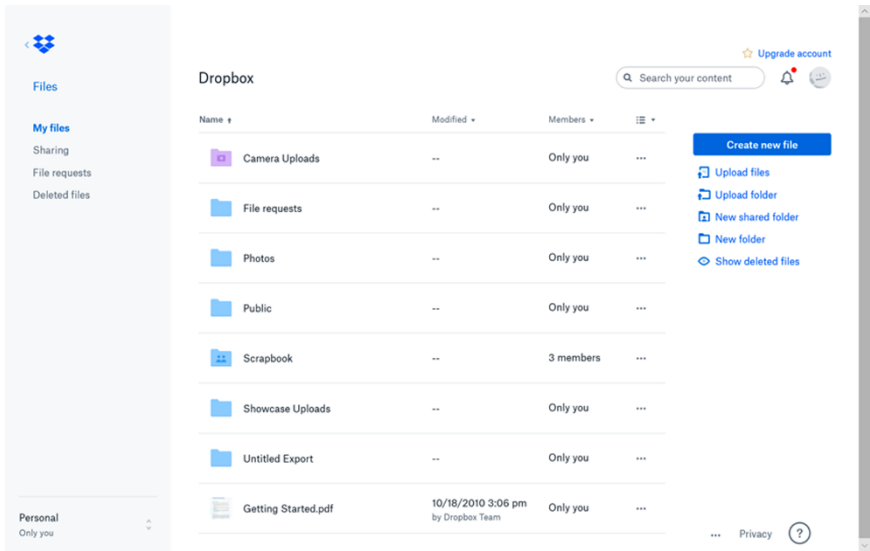 Upgrade account
Files
Dropbox
Search your content
My files
Sharing
File requests
Deleted files
Name Modified Members
Camera Uploads -- Only you ...
File requests -- Only you ...
Photos -- Only you ...
Public -- Only you ...
Scrapbook -- 3 members ...
Showcase Uploads -- Only you ...
Untitled Export -- Only you ...
Getting Started.pdf 10/18/2010 3:06 pm Only you ...
by Dropbox Team
Create new file
Upload files
Upload folder
New shared folder
New folder
Show deleted files
Personal
Only you
... Privacy ?